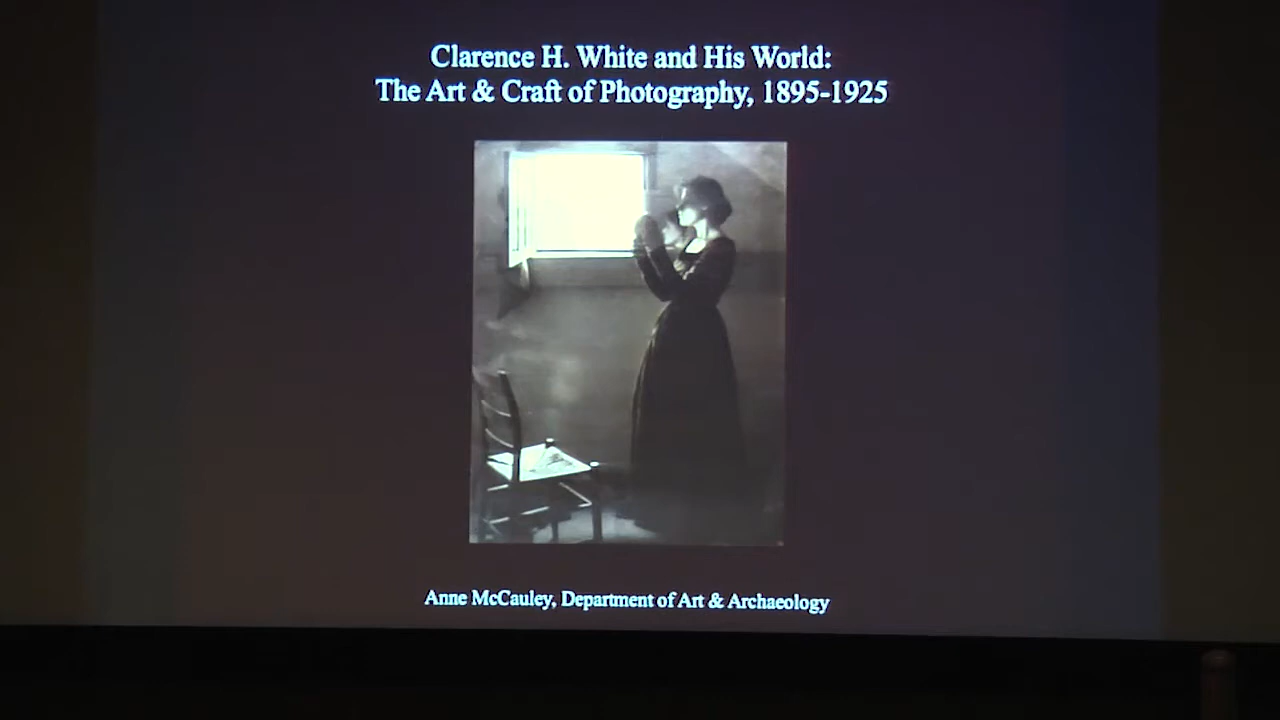 Clarence H. White and His World:
The Art & Craft of Photography, 1895-1925
Anne McCauley, Department of Art & Archaeology